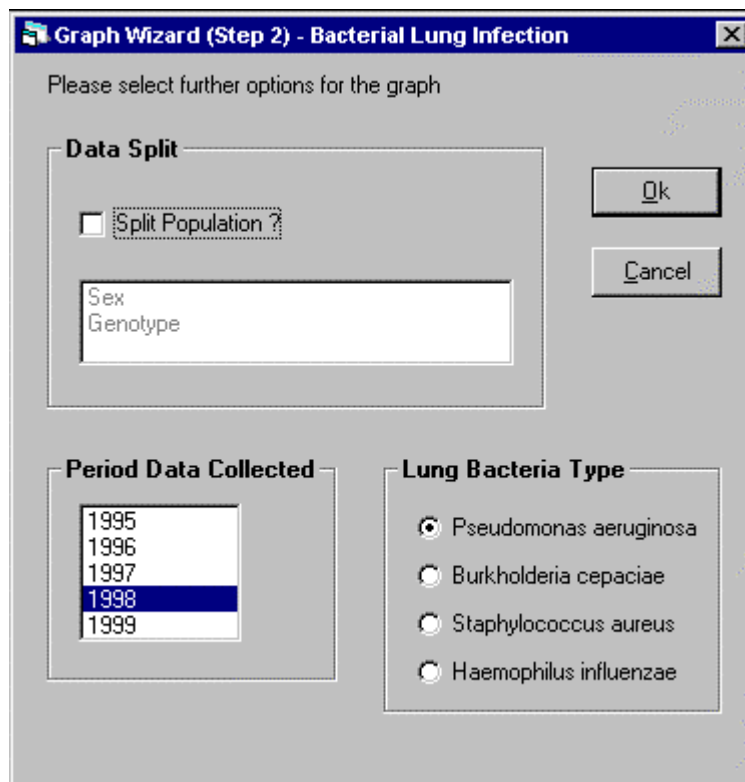 Graph Wizard (Step 2) - Bacterial Lung Infection
Please select further options for the graph
Data Split
Split Population ?
Sex
Genotype
Ok
Cancel
Period Data Collected
1995
1996
1997
1998
1999
Lung Bacteria Type
Pseudomonas aeruginosa
Burkholderia cepaciae
Staphylococcus aureus
Haemophilus influenzae